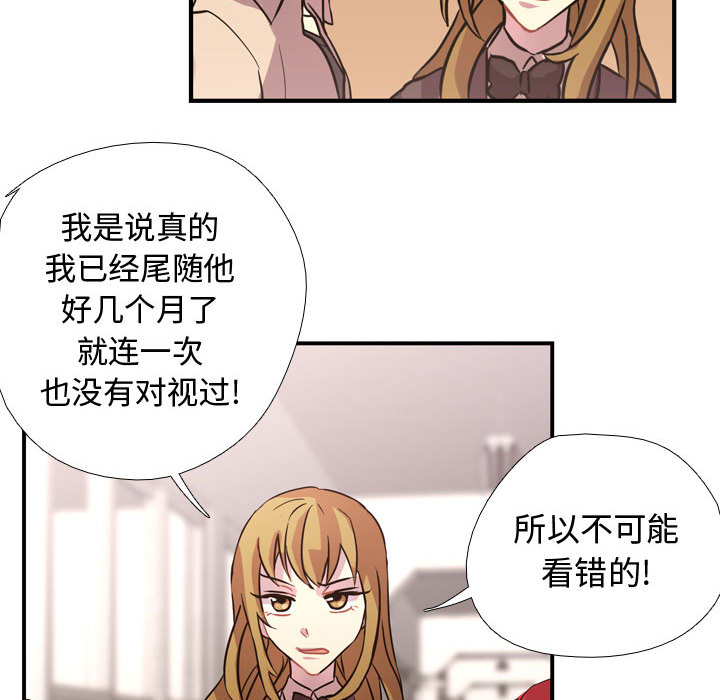 我是说真的
我已经尾随他
好几个月了
就连一次
也没有对视过!
所以不可能
看错的!